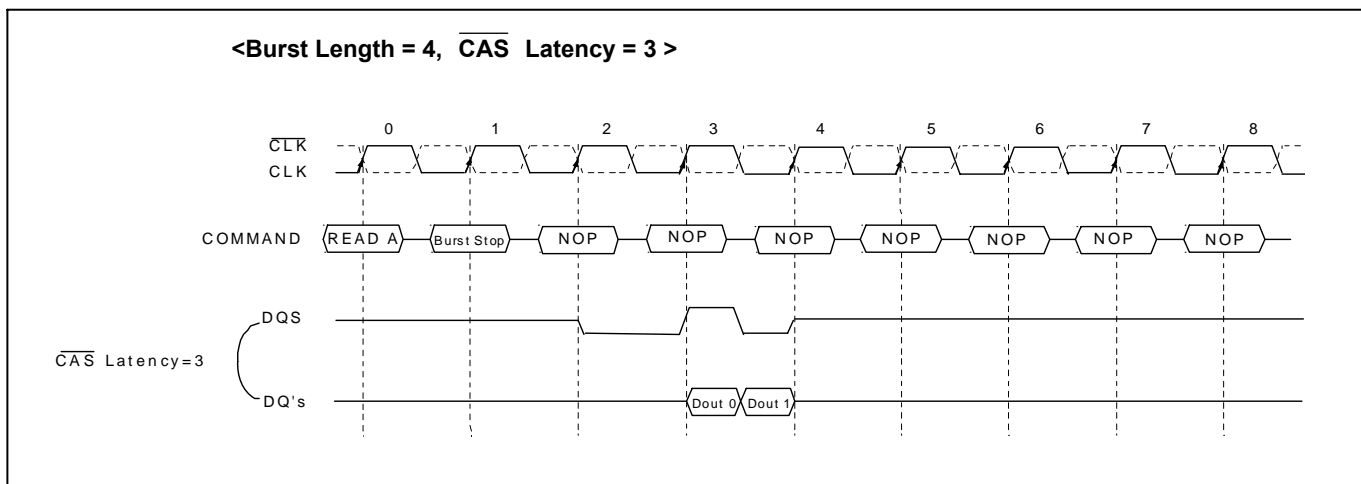 <Burst Length = 4, CAS Latency = 3 >
0 1 2 3 4 5 6 7 8
CLK
CLK
COMMAND READ A Burst Stop NOP NOP NOP NOP NOP NOP NOP
DQS
CAS Latency=3
DQ's Dout 0 Dout 1